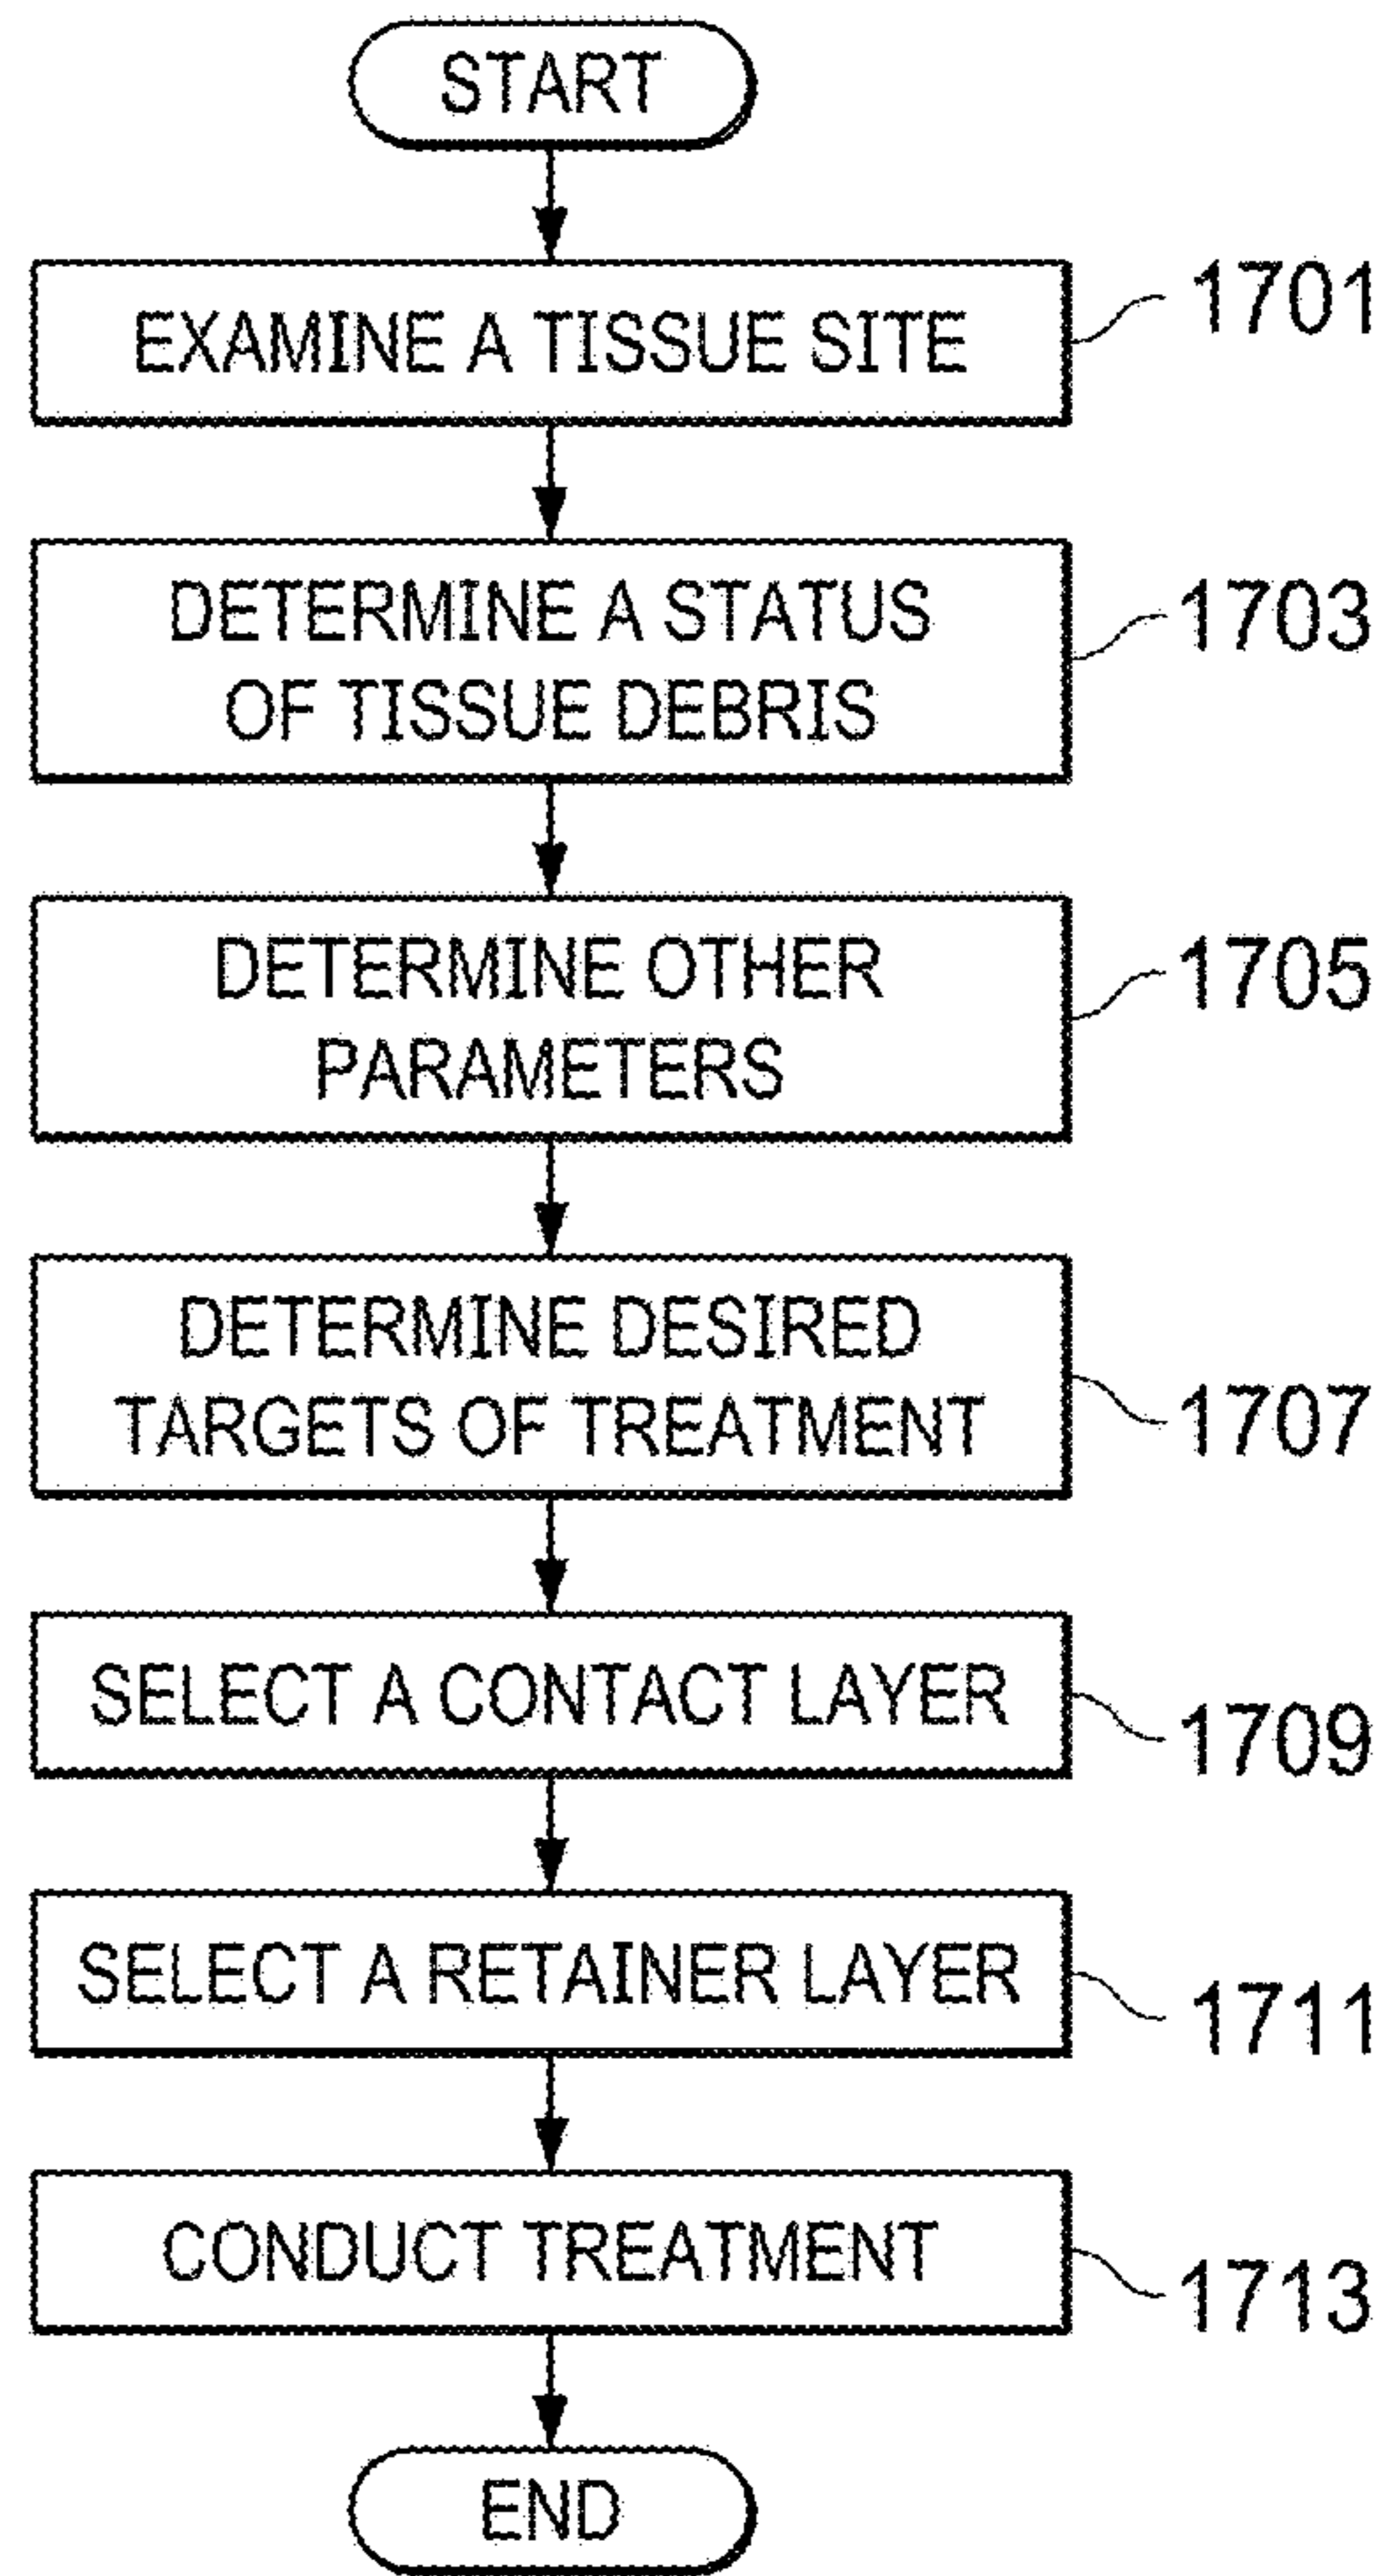 START
EXAMINE A TISSUE SITE
1701
DETERMINE A STATUS
OF TISSUE DEBRIS
1703
DETERMINE OTHER
PARAMETERS
1705
DETERMINE DESIRED
TARGETS OF TREATMENT
1707
SELECT A CONTACT LAYER
1709
SELECT A RETAINER LAYER
1711
CONDUCT TREATMENT
1713
END